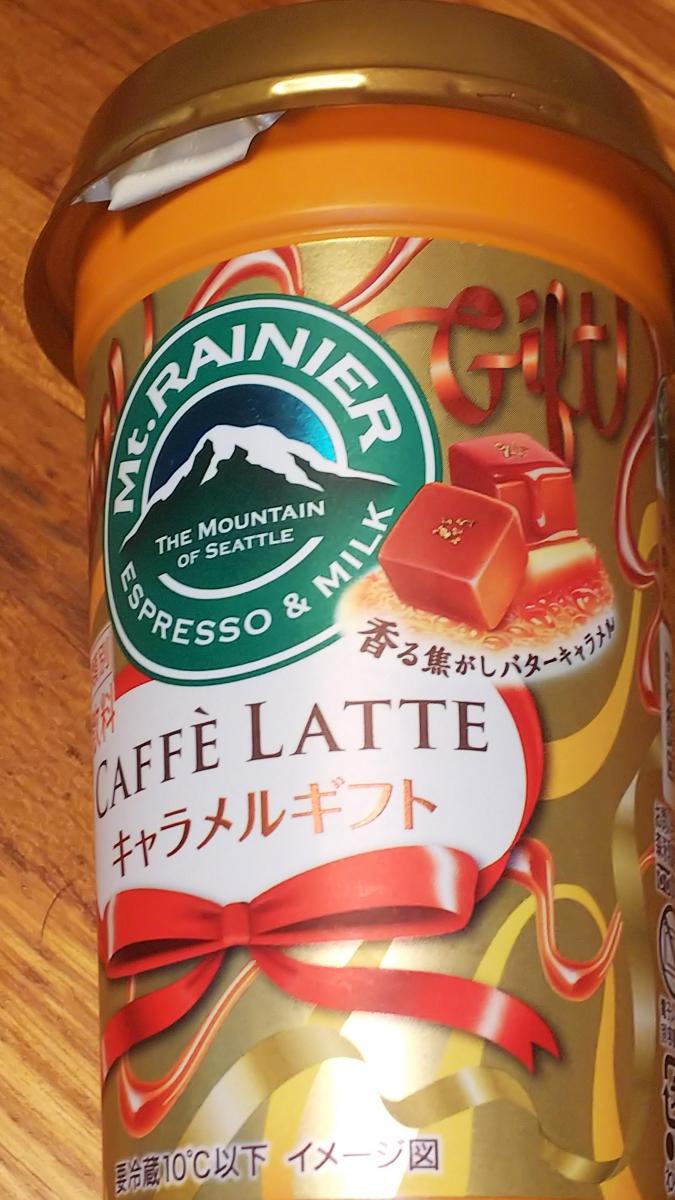 Gift
Mt. RAINIER
THE MOUNTAIN
OF SEATTLE
ESPRESSO & MILK
香る焦がしバターキャラメル
CAFFÈ LATTE
キャラメルギフト
要冷蔵10℃以下 イメージ図